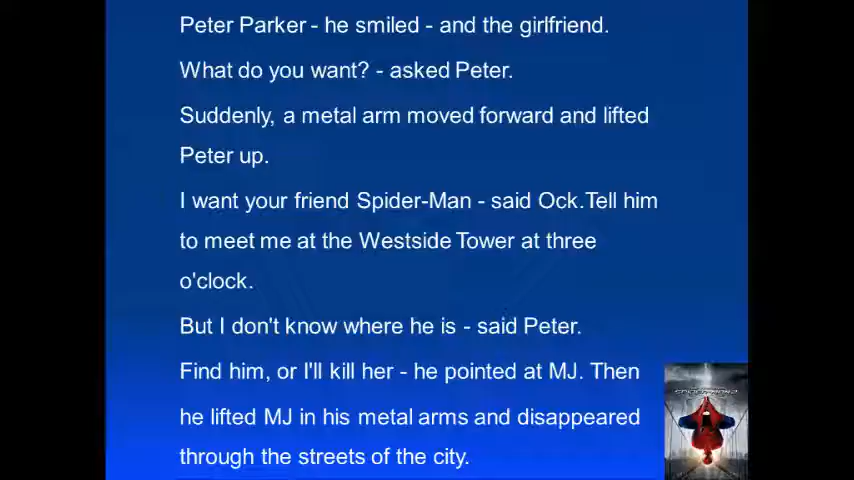 Peter Parker - he smiled - and the girlfriend.
What do you want? - asked Peter.
Suddenly, a metal arm moved forward and lifted
Peter up.
I want your friend Spider-Man - said Ock.Tell him
to meet me at the Westside Tower at three
o'clock.
But I don't know where he is - said Peter.
Find him, or I'll kill her - he pointed at MJ. Then
he lifted MJ in his metal arms and disappeared
through the streets of the city.